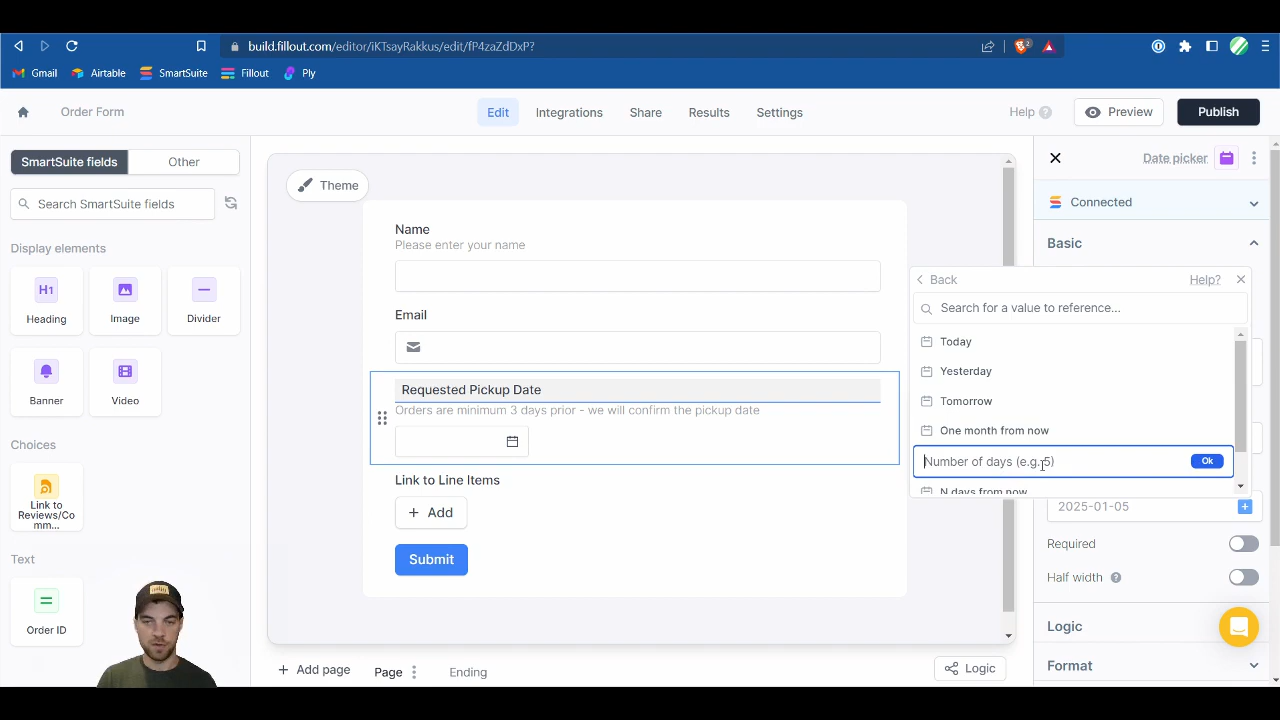 build.fillout.com/editor/iKTsayRakkus/edit/fP4zaZdDxP?
2
Gmail
Airtable
SmartSuite
Fillout
Ply
Order Form
Edit
Integrations
Share
Results
Settings
Help ?
Preview
Publish
SmartSuite fields
Other
Search SmartSuite fields
Display elements
H1
Heading
Image
Divider
Banner
Video
Choices
Link to
Reviews/Co
mm...
Text
Order ID
Theme
Name
Please enter your name
Email
Requested Pickup Date
Orders are minimum 3 days prior - we will confirm the pickup date
Link to Line Items
+ Add
Submit
+ Add page
Page
Ending
Logic
Date picker
Connected
Basic
Back
Help?
Search for a value to reference...
Today
Yesterday
Tomorrow
One month from now
Number of days (e.g. 5)
Ok
N days from now
2025-01-05
Required
Half width ?
Logic
Format